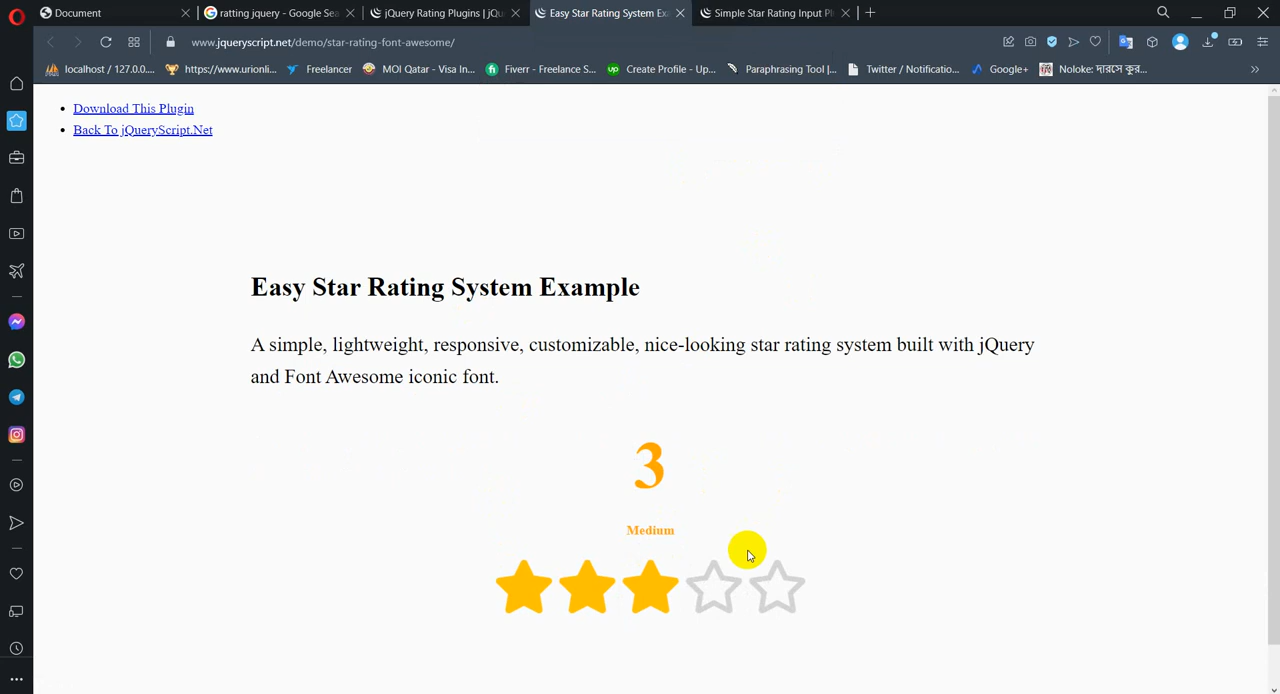 Document
ratting jquery - Google Sea
jQuery Rating Plugins | jQu
Easy Star Rating System Ex
Simple Star Rating Input Pl
www.jqueryscript.net/demo/star-rating-font-awesome/
localhost / 127.0.0....
https://www.urionli...
Freelancer
MOI Qatar - Visa In...
Fiverr - Freelance S...
up
Create Profile - Up...
Paraphrasing Tool |...
Twitter / Notificatio...
Google+
Noloke: দারসে কুর...
Download This Plugin
Back To jQueryScript.Net
Easy Star Rating System Example
A simple, lightweight, responsive, customizable, nice-looking star rating system built with jQuery
and Font Awesome iconic font.
3
Medium